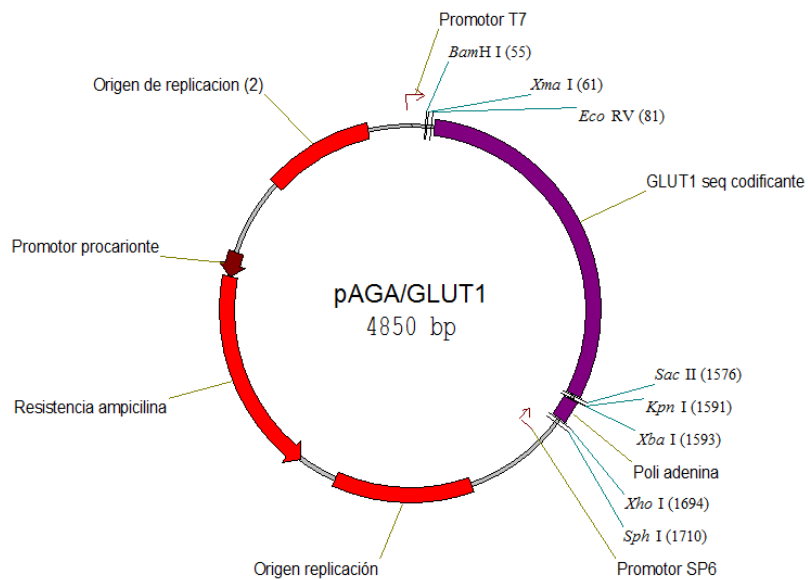 Promotor T7
BamH I (55)
Origen de replicacion (2)
Xma I (61)
Eco RV (81)
GLUT1 seq codificante
Promotor procarionte
pAGA/GLUT1
4850 bp
Sac II (1576)
Resistencia ampicilina
Kpn I (1591)
Xba I (1593)
Poli adenina
Xho I (1694)
Sph I (1710)
Origen replicación
Promotor SP6